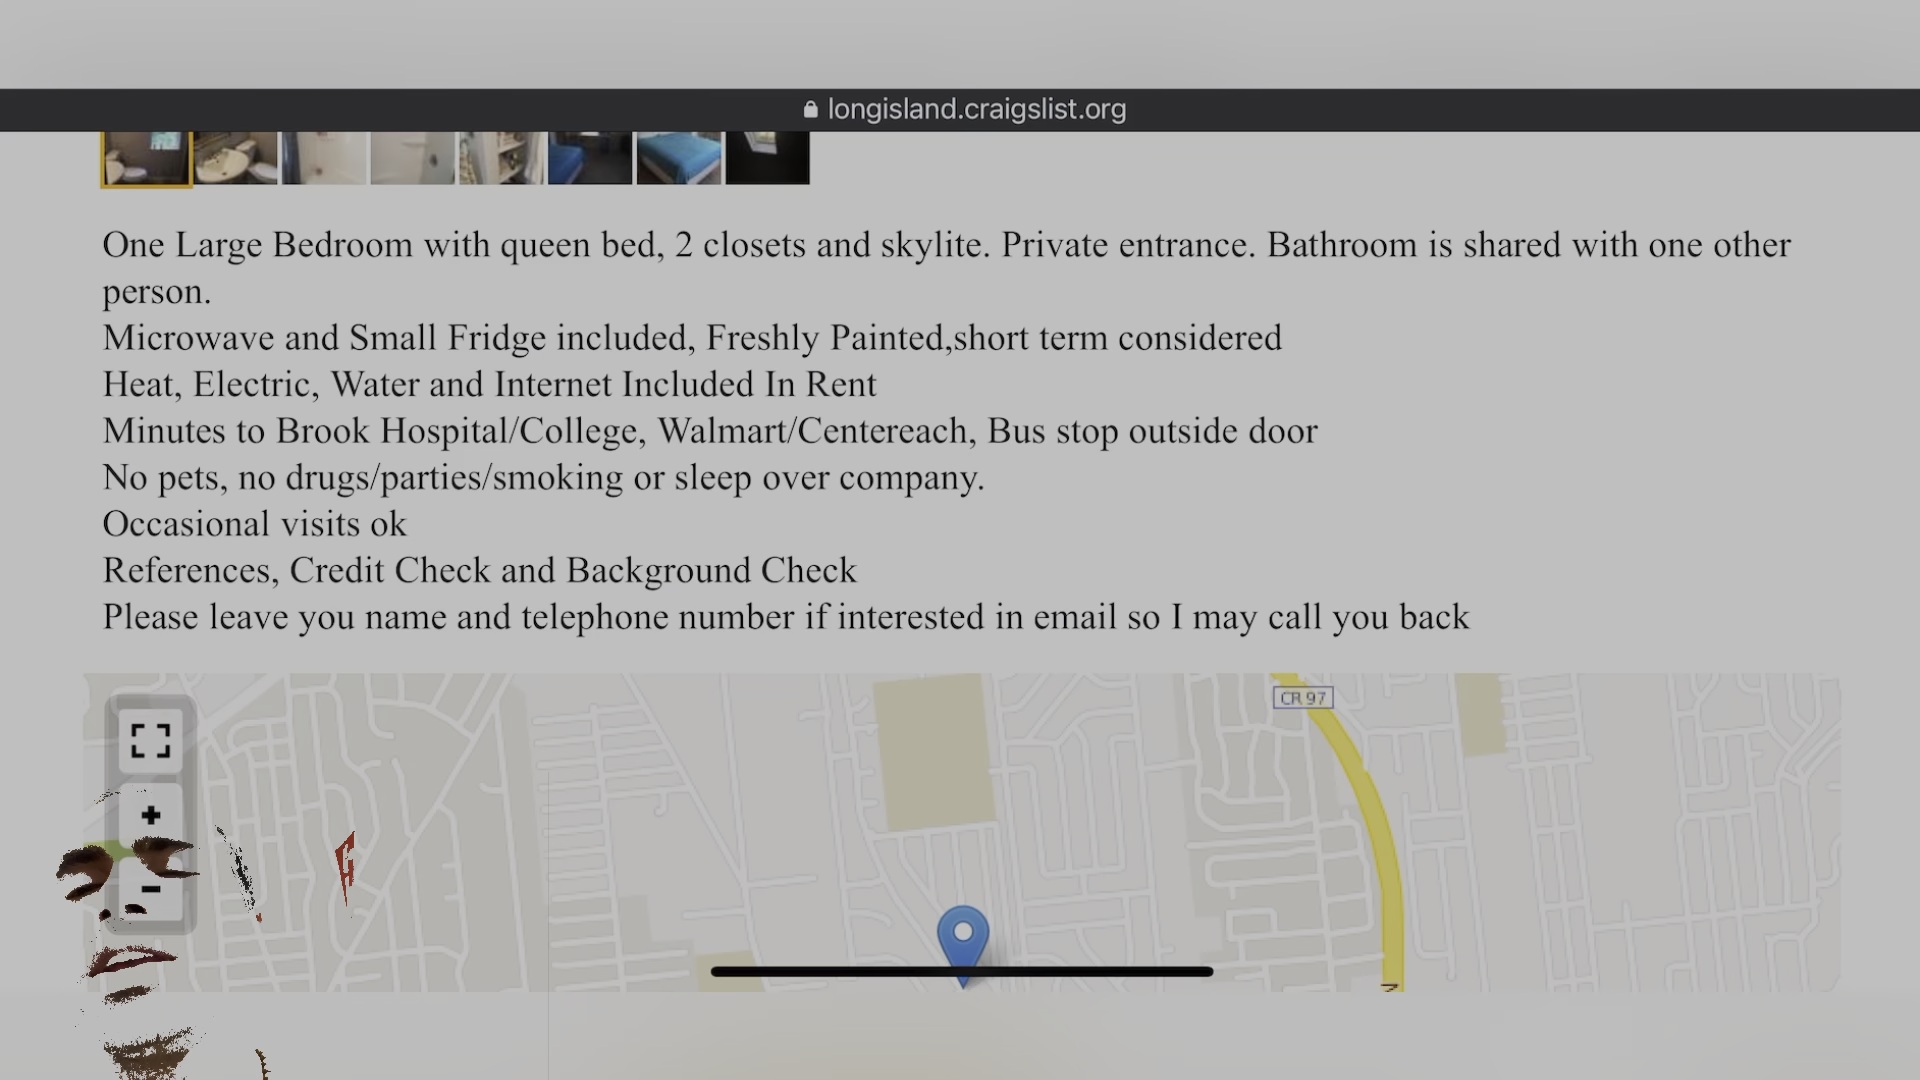 longisland.craigslist.org
One Large Bedroom with queen bed, 2 closets and skylite. Private entrance. Bathroom is shared with one other
person.
Microwave and Small Fridge included, Freshly Painted,short term considered
Heat, Electric, Water and Internet Included In Rent
Minutes to Brook Hospital/College, Walmart/Centereach, Bus stop outside door
No pets, no drugs/parties/smoking or sleep over company.
Occasional visits ok
References, Credit Check and Background Check
Please leave you name and telephone number if interested in email so I may call you back
CR 97